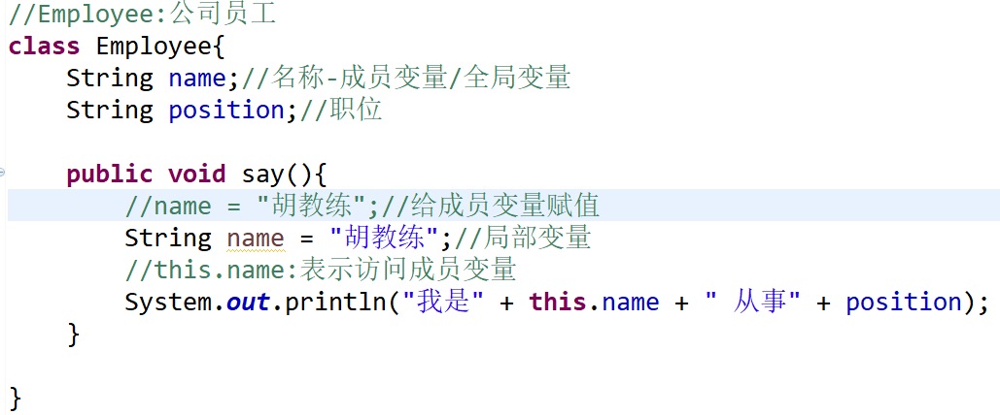 //Employee:公司员工
class Employee{
    String name;//名称-成员变量/全局变量
    String position;//职位
    public void say(){
        //name = "胡教练";//给成员变量赋值
        String name = "胡教练";//局部变量
        //this.name:表示访问成员变量
        System.out.println("我是" + this.name + " 从事" + position);
    }
}